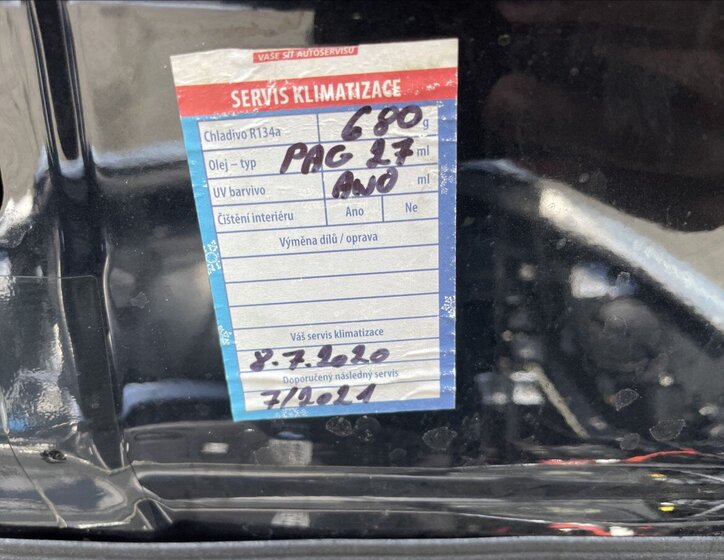 VAŠE SÍŤ AUTOSERVISŮ
SERVIS KLIMATIZACE
Chladivo R134a 680 g
Olej – typ PAG 27 ml
UV barvivo ANO ml
Čištění interiéru Ano Ne
Výměna dílů / oprava
Váš servis klimatizace
8.7.2020
Doporučený následný servis
7/2021